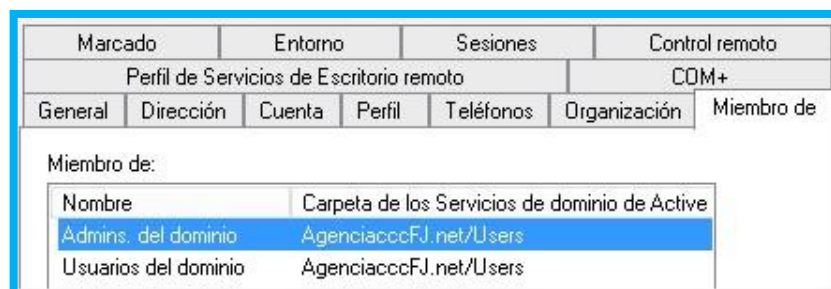 Marcado Entorno Sesiones Control remoto
Perfil de Servicios de Escritorio remoto COM+
General Dirección Cuenta Perfil Teléfonos Organización Miembro de
Miembro de:
Nombre Carpeta de los Servicios de dominio de Active
Admins. del dominio AgenciacccFJ.net/Users
Usuarios del dominio AgenciacccFJ.net/Users